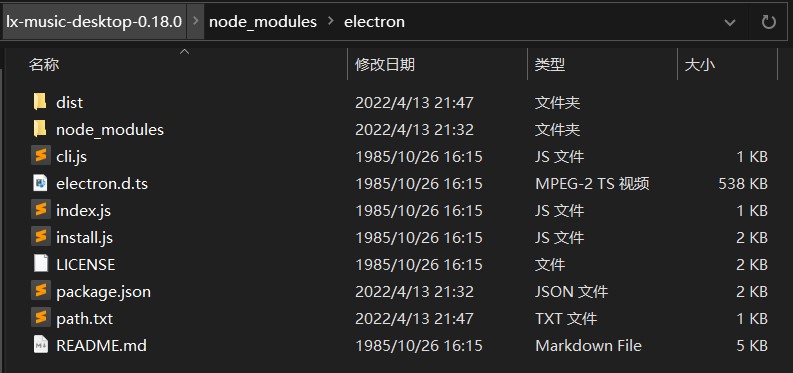 lx-music-desktop-0.18.0 > node_modules > electron
名称 修改日期 类型 大小
dist 2022/4/13 21:47 文件夹
node_modules 2022/4/13 21:32 文件夹
cli.js 1985/10/26 16:15 JS 文件 1 KB
electron.d.ts 1985/10/26 16:15 MPEG-2 TS 视频 538 KB
index.js 1985/10/26 16:15 JS 文件 1 KB
install.js 1985/10/26 16:15 JS 文件 2 KB
LICENSE 1985/10/26 16:15 文件 2 KB
package.json 2022/4/13 21:32 JSON 文件 2 KB
path.txt 2022/4/13 21:47 TXT 文件 1 KB
README.md 1985/10/26 16:15 Markdown File 5 KB